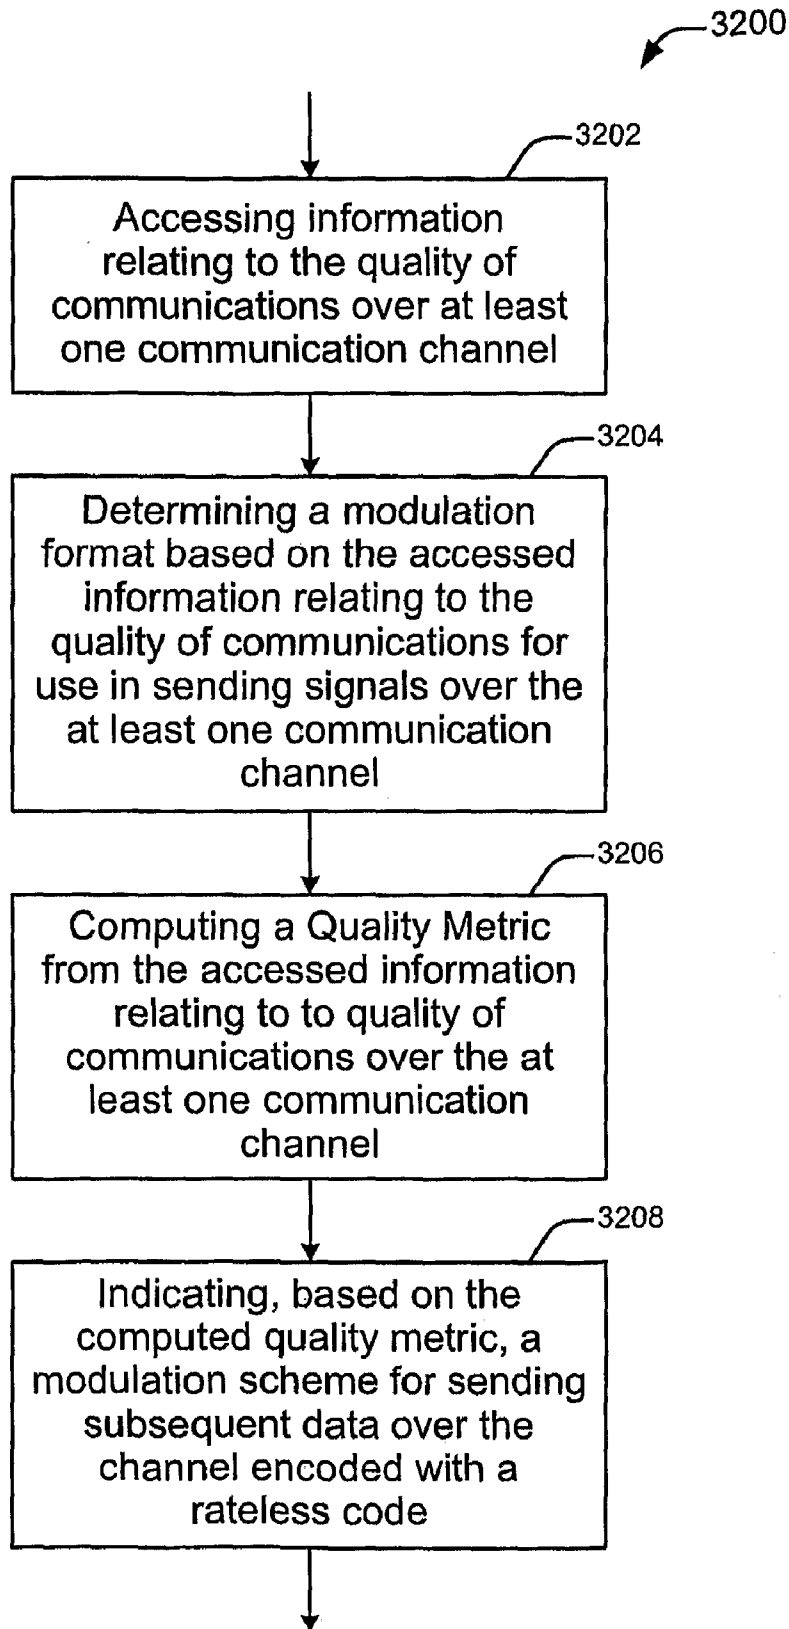 3200
3202
Accessing information
relating to the quality of
communications over at least
one communication channel
3204
Determining a modulation
format based on the accessed
information relating to the
quality of communications for
use in sending signals over the
at least one communication
channel
3206
Computing a Quality Metric
from the accessed information
relating to to quality of
communications over the at
least one communication
channel
3208
Indicating, based on the
computed quality metric, a
modulation scheme for sending
subsequent data over the
channel encoded with a
rateless code